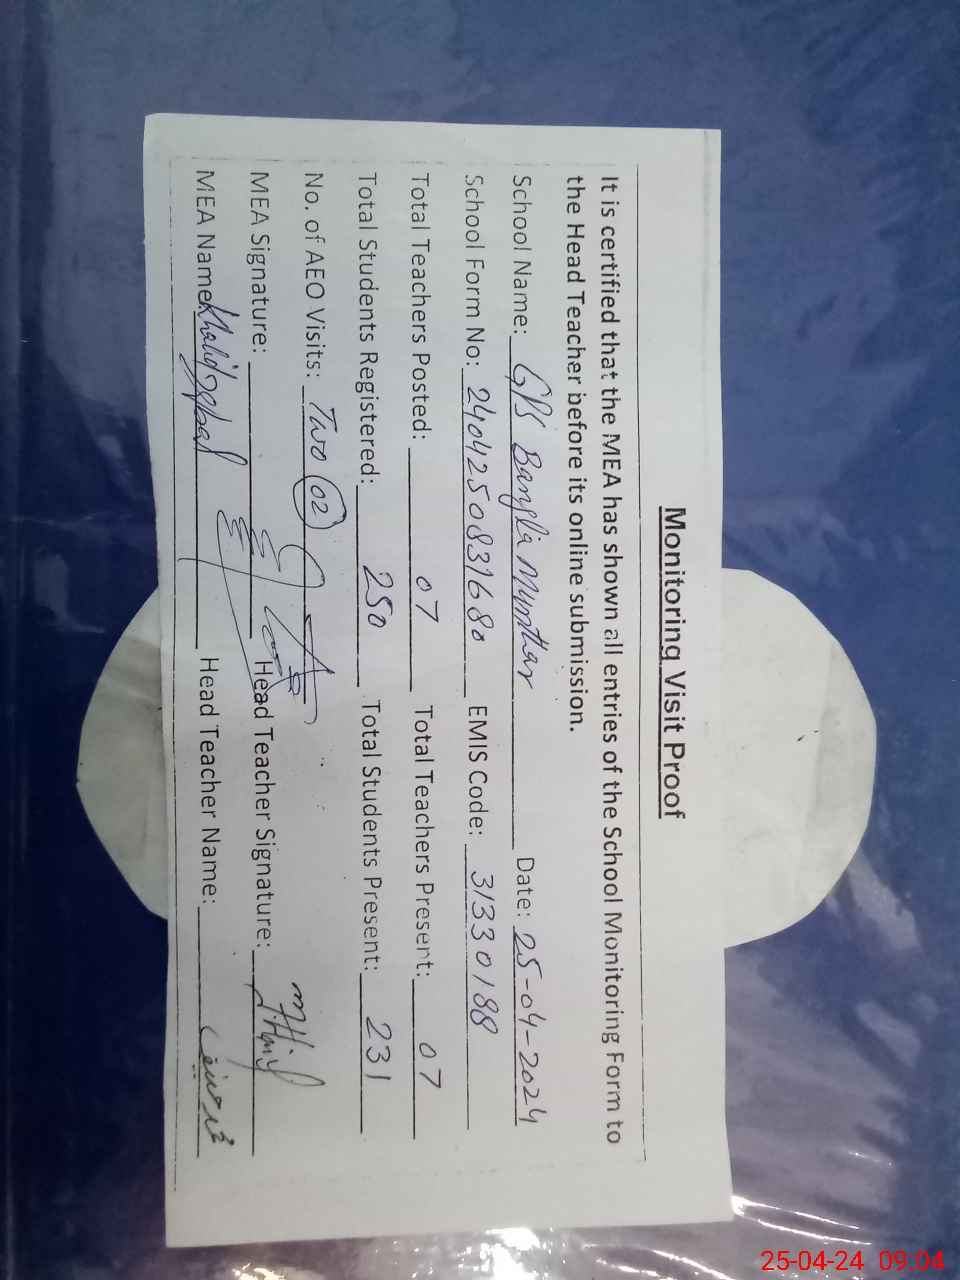 Monitoring Visit Proof
It is certified that the MEA has shown all entries of the School Monitoring Form to
the Head Teacher before its online submission.
School Name: GPS Bangla Date: 25-04-2024
School Form No: 2404250831680 EMIS Code: 31330188
Total Teachers Posted: 07 Total Teachers Present: 07
Total Students Registered: 250 Total Students Present: 231
No. of AEO Visits: Two 02
MEA Signature: Head Teacher Signature:
MEA Name: Khalid Iqbal Head Teacher Name:
25-04-24 09:04